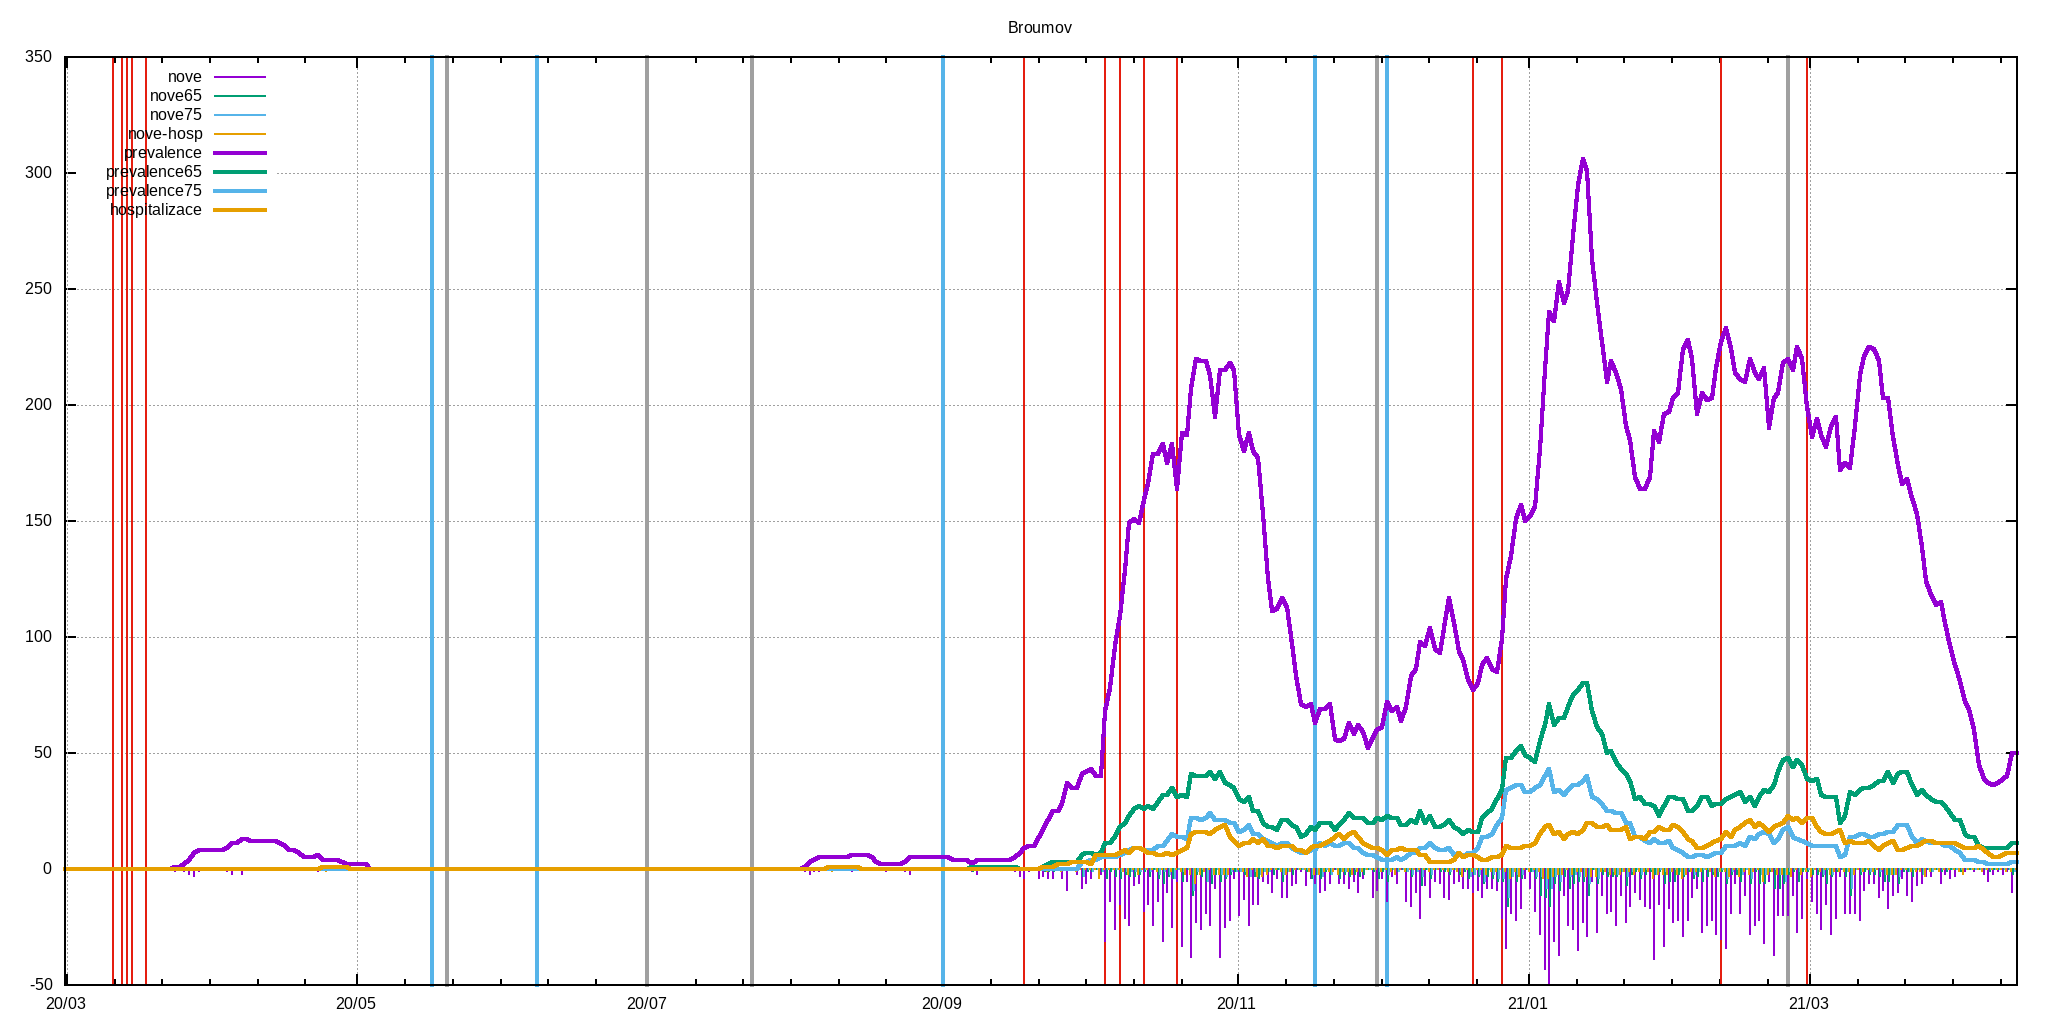 Broumov
350
300
250
200
150
100
50
0
-50
nove
nove65
nove75
nove-hosp
prevalence
prevalence65
prevalence75
hospitalizace
20/03 20/05 20/07 20/09 20/11 21/01 21/03